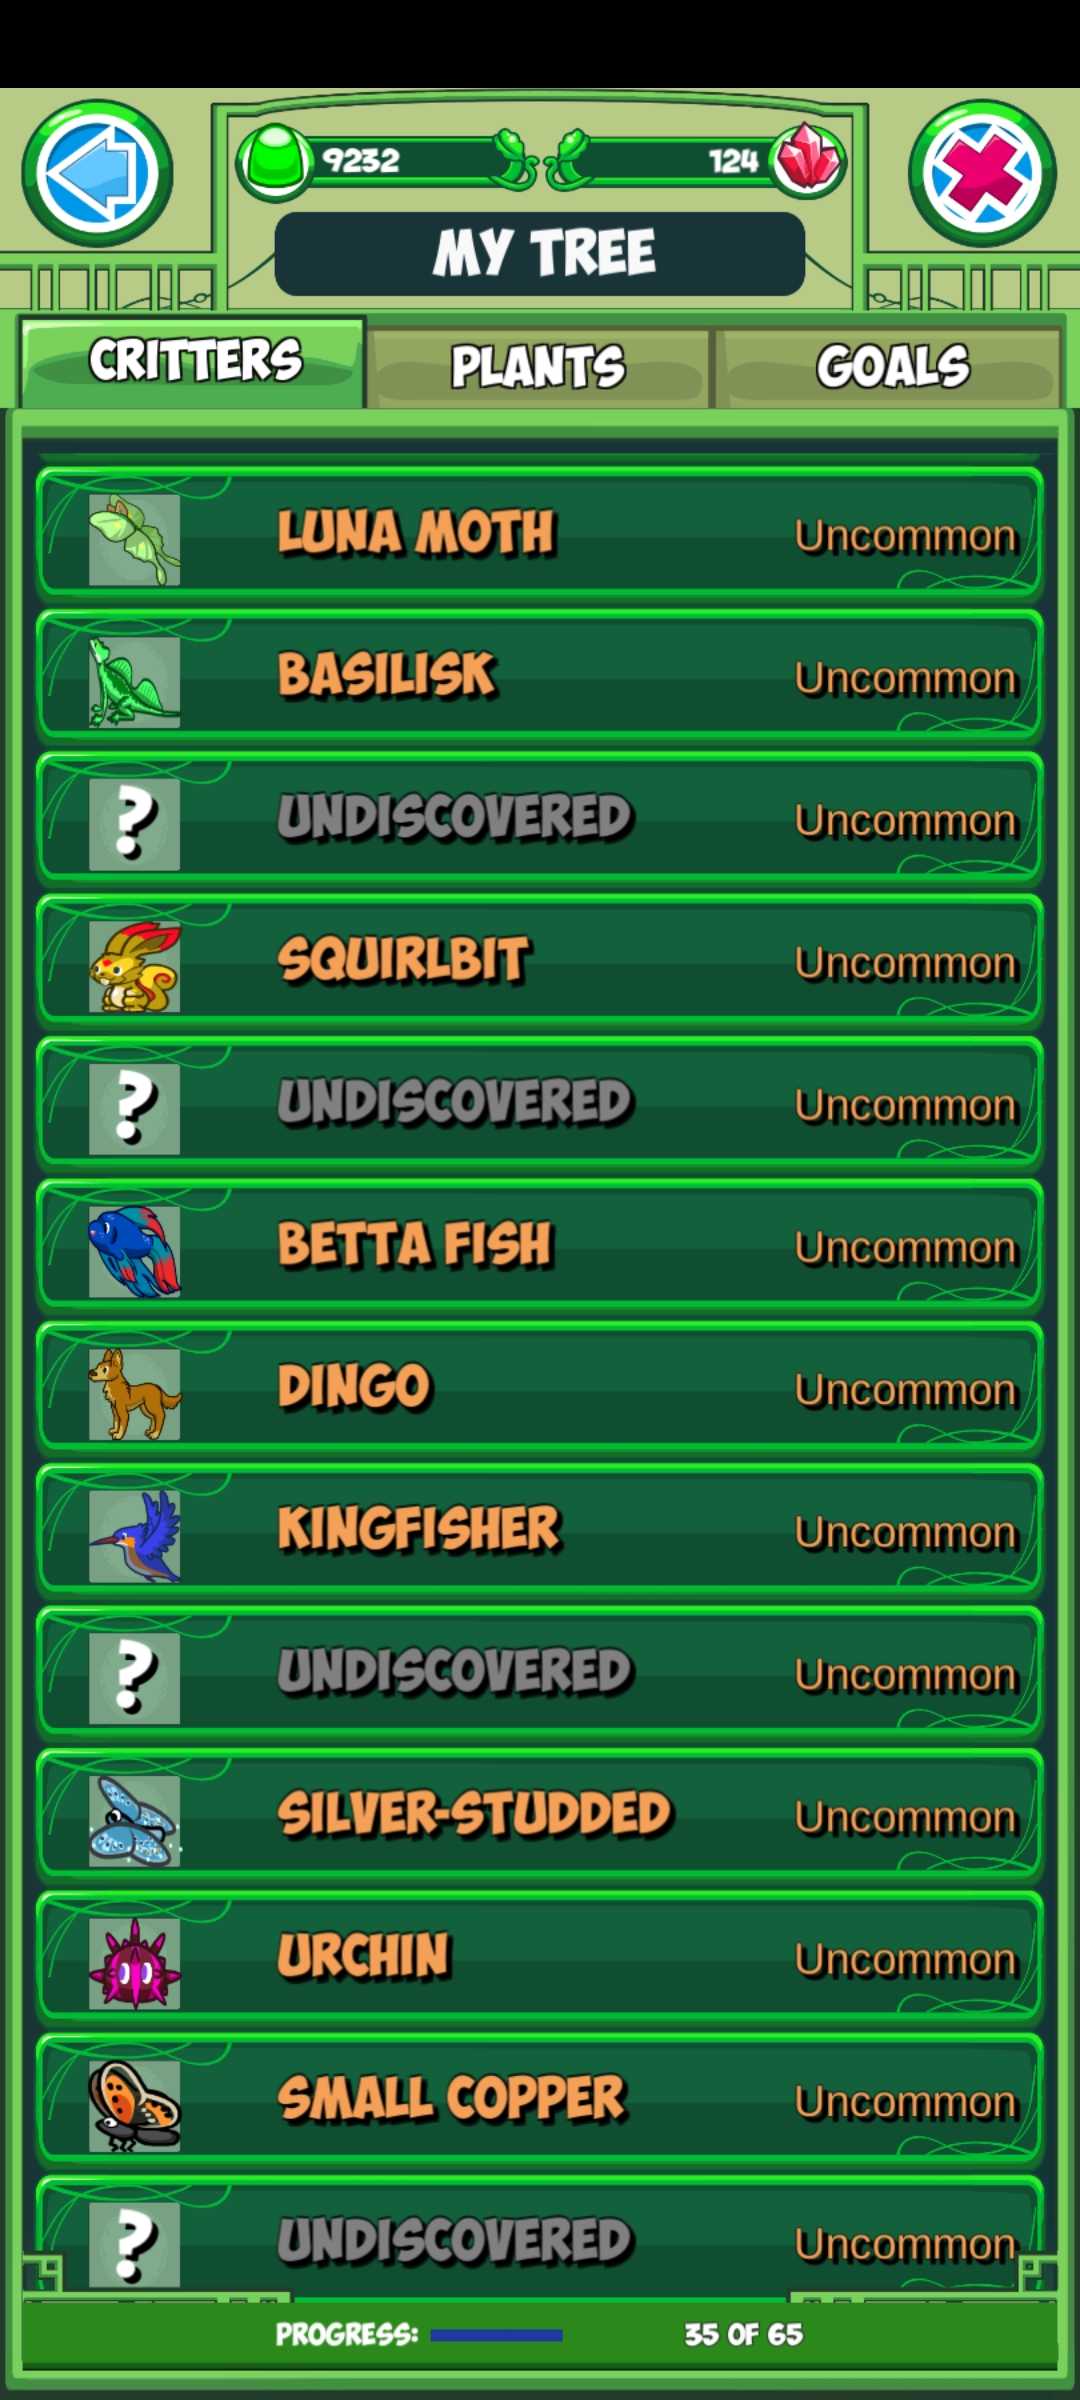 9232 124
MY TREE
CRITTERS PLANTS GOALS
LUNA MOTH Uncommon
BASILISK Uncommon
? UNDISCOVERED Uncommon
SQUIRLBIT Uncommon
? UNDISCOVERED Uncommon
BETTA FISH Uncommon
DINGO Uncommon
KINGFISHER Uncommon
? UNDISCOVERED Uncommon
SILVER-STUDDED Uncommon
URCHIN Uncommon
SMALL COPPER Uncommon
? UNDISCOVERED Uncommon
PROGRESS: 35 OF 65